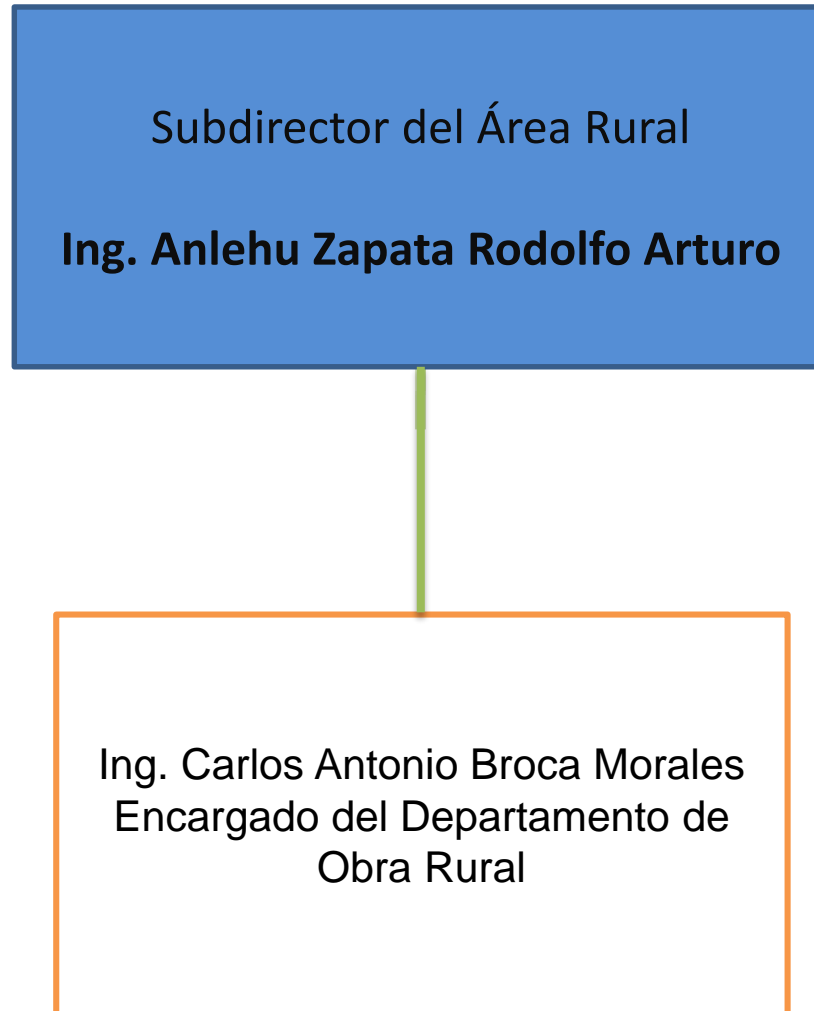 Subdirector del Área Rural
Ing. Anlehu Zapata Rodolfo Arturo
Ing. Carlos Antonio Broca Morales
Encargado del Departamento de
Obra Rural